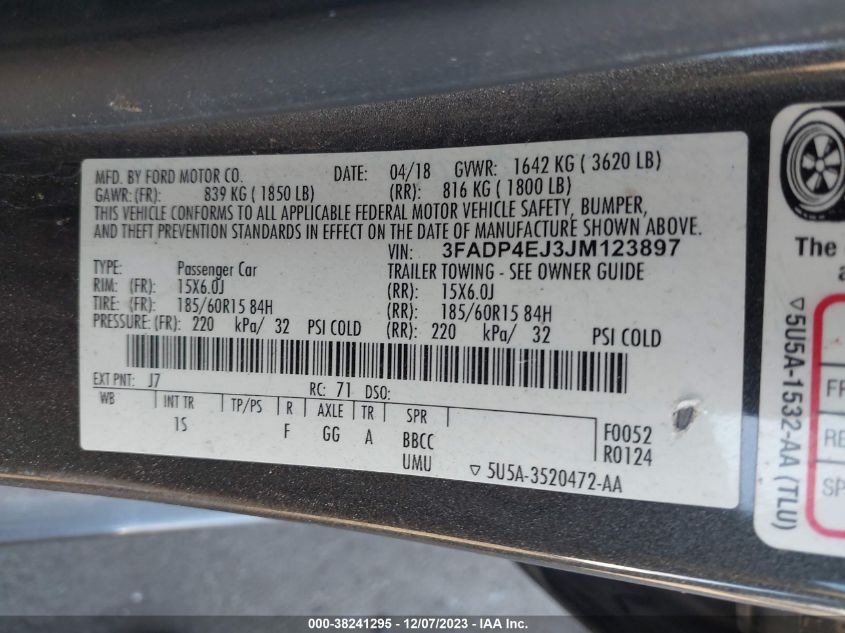 MFD. BY FORD MOTOR CO. DATE: 04/18 GVWR: 1642 KG ( 3620 LB)
GAWR: (FR): 839 KG ( 1850 LB) (RR): 816 KG ( 1800 LB)
THIS VEHICLE CONFORMS TO ALL APPLICABLE FEDERAL MOTOR VEHICLE SAFETY, BUMPER,
AND THEFT PREVENTION STANDARDS IN EFFECT ON THE DATE OF MANUFACTURE SHOWN ABOVE.
VIN: 3FADP4EJ3JM123897
TYPE: Passenger Car TRAILER TOWING - SEE OWNER GUIDE
RIM: (FR): 15X6.0J (RR): 15X6.0J
TIRE: (FR): 185/60R15 84H (RR): 185/60R15 84H
PRESSURE: (FR): 220 kPa/ 32 PSI COLD (RR): 220 kPa/ 32 PSI COLD
EXT PNT: J7 RC: 71 DSO:
WB INT TR TP/PS R AXLE TR SPR
1S F GG A BBCC
UMU
F0052
R0124
▽ 5U5A-3520472-AA
The
▽ 5U5A-1532-AA (TLU)
FR
RE
SP
000-38241295 - 12/07/2023 - IAA Inc.